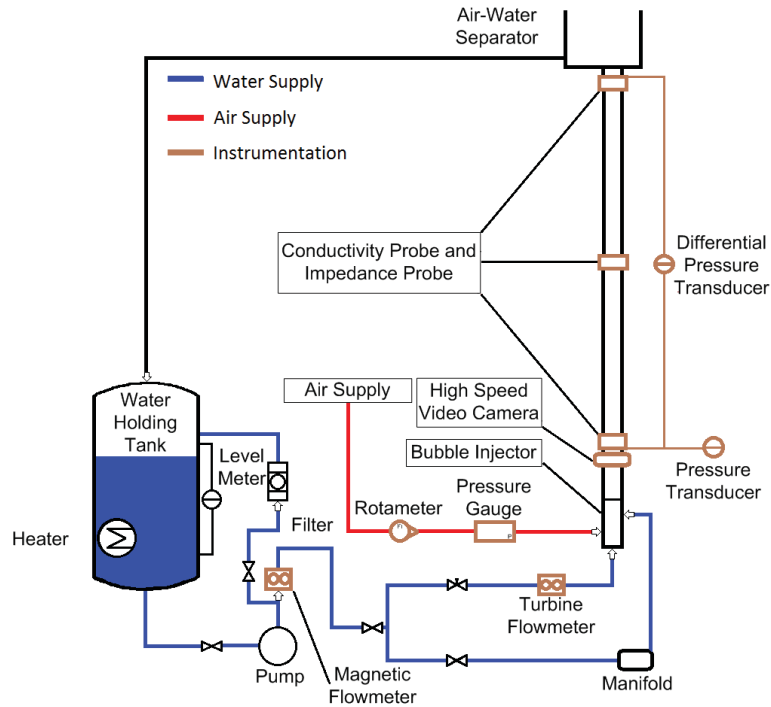 Air-Water
Separator
Water Supply
Air Supply
Instrumentation
Conductivity Probe and
Impedance Probe
Differential
Pressure
Transducer
Air Supply
High Speed
Video Camera
Water
Holding
Tank
Bubble Injector
Level
Meter
Pressure
Transducer
Rotameter
Pressure
Gauge
FI
P
Filter
Heater
Turbine
Flowmeter
Pump
Magnetic
Flowmeter
Manifold